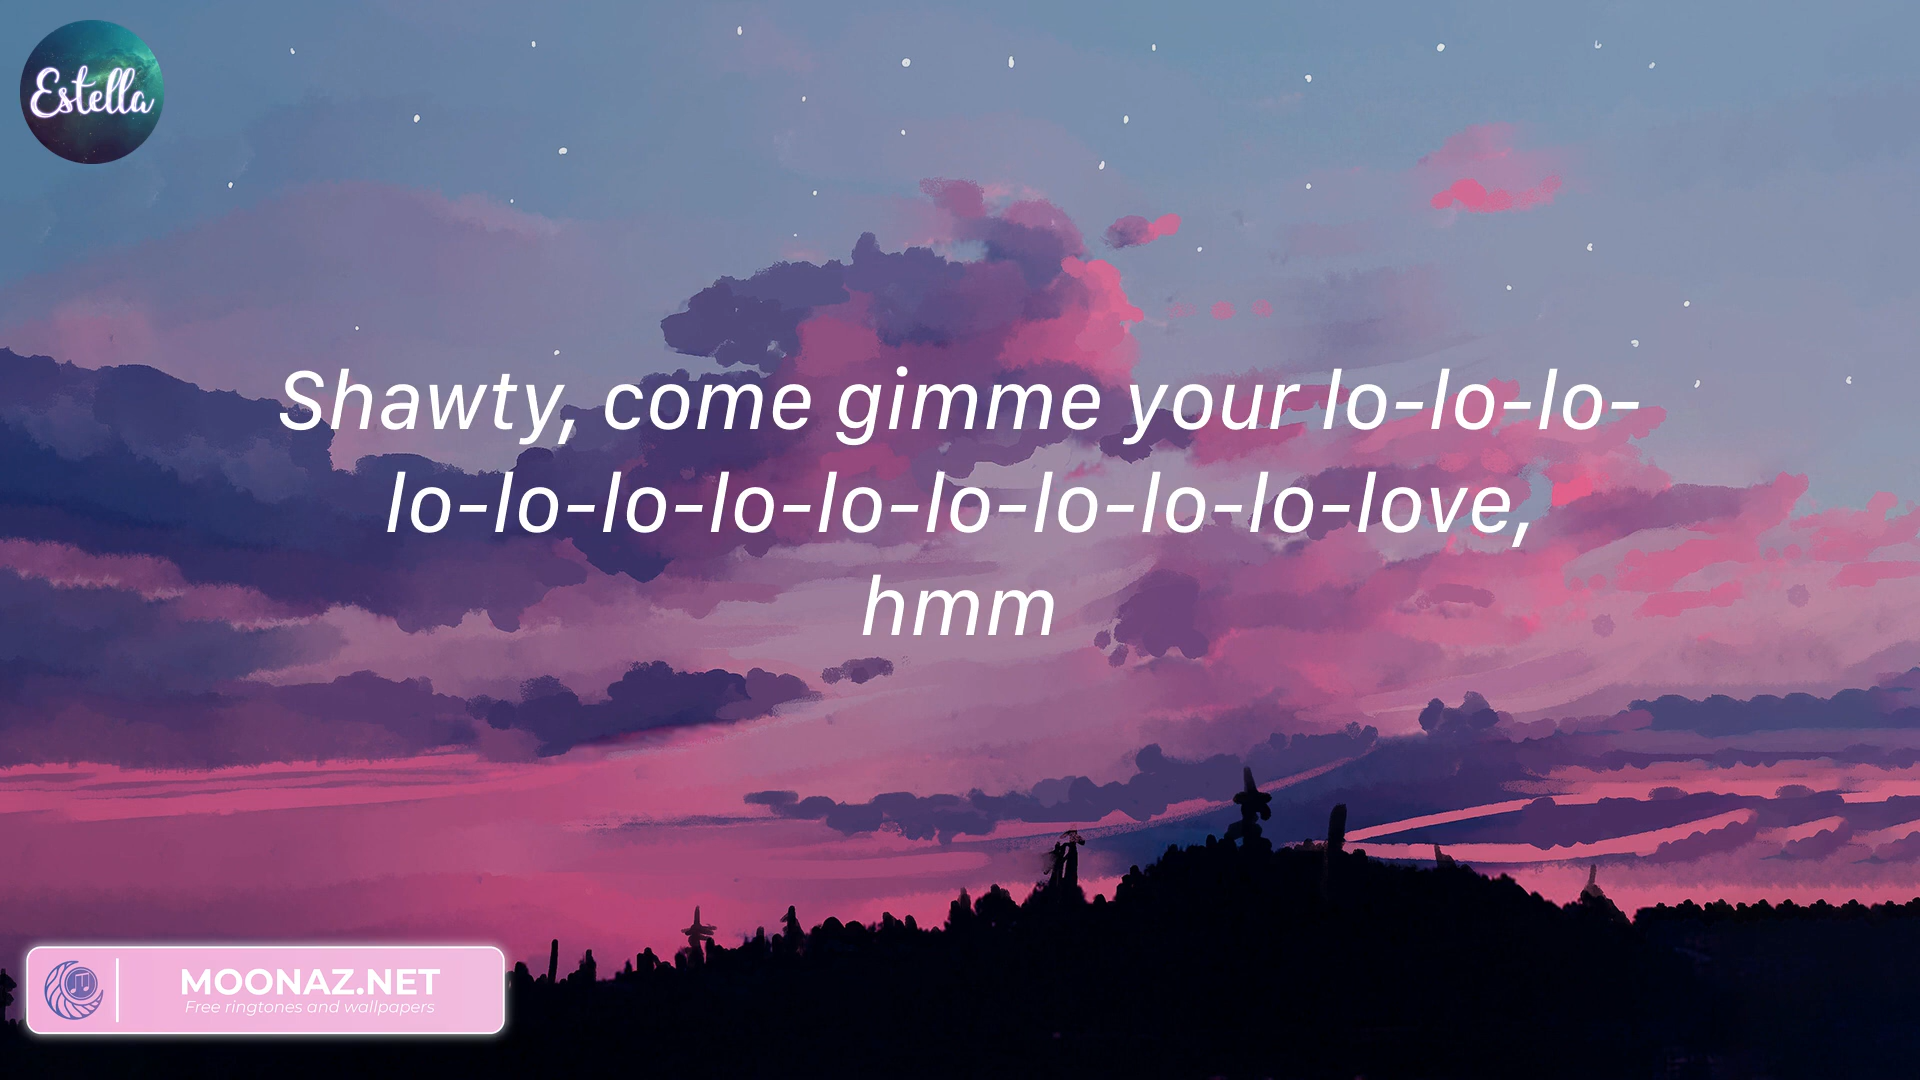 Estella
Shawty, come gimme your lo-lo-lo-
lo-lo-lo-lo-lo-lo-lo-lo-lo-love,
hmm
MOONAZ.NET
Free ringtones and wallpapers